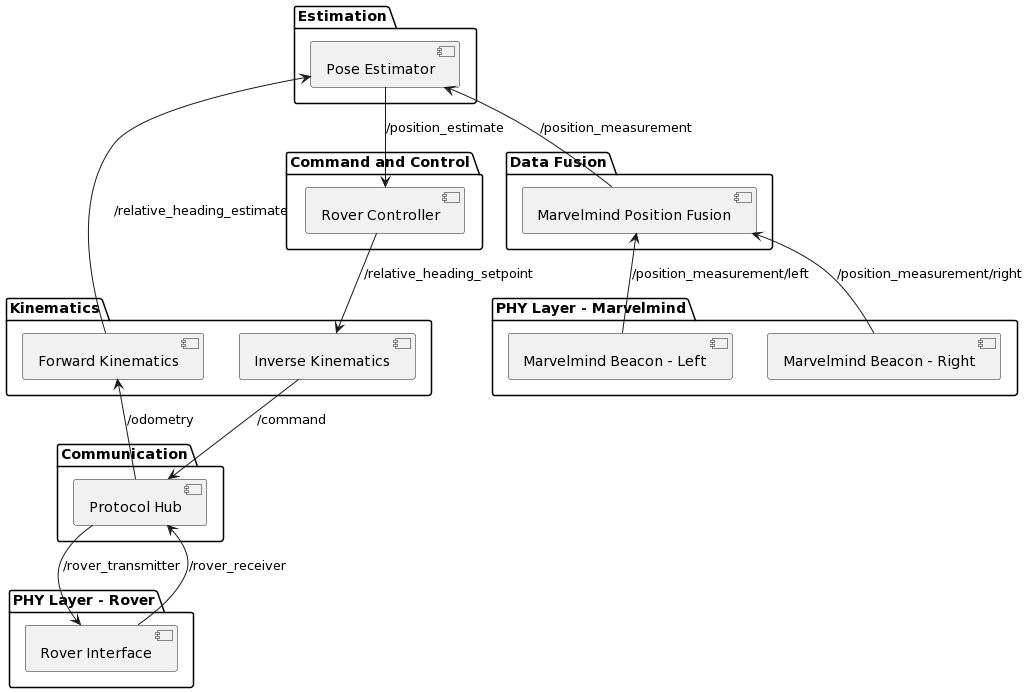 Estimation
Pose Estimator
/position_estimate
/position_measurement
Command and Control
Data Fusion
Rover Controller
Marvelmind Position Fusion
/relative_heading_estimate
/relative_heading_setpoint
/position_measurement/left
/position_measurement/right
Kinematics
PHY Layer - Marvelmind
Forward Kinematics
Inverse Kinematics
Marvelmind Beacon - Left
Marvelmind Beacon - Right
/odometry
/command
Communication
Protocol Hub
/rover_transmitter
/rover_receiver
PHY Layer - Rover
Rover Interface